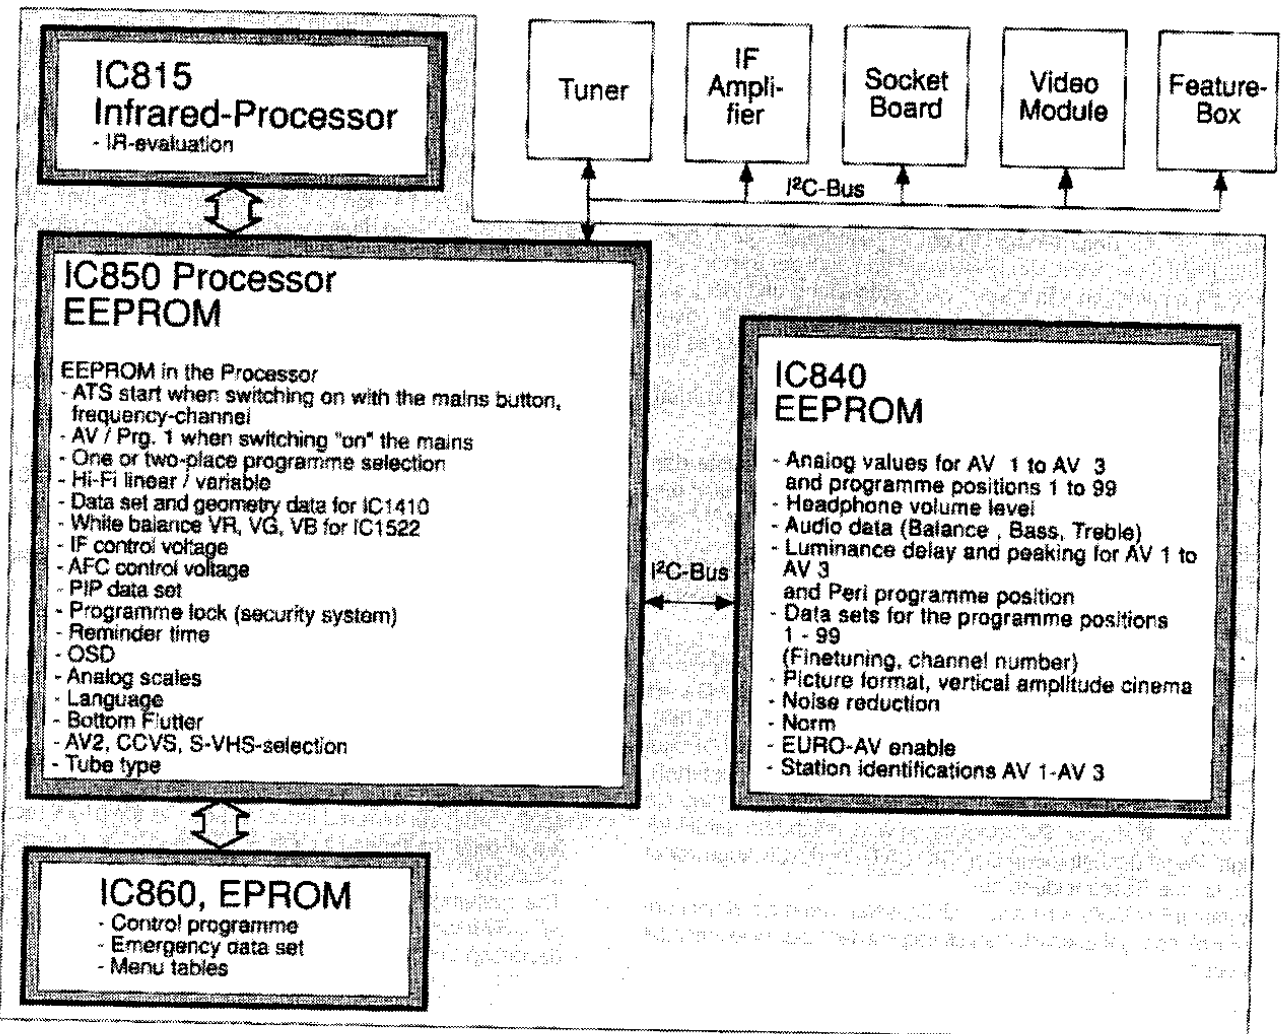 IC815
Infrared-Processor
- IR-evaluation
Tuner
IF
Ampli-
fier
Socket
Board
Video
Module
Feature-
Box
I²C-Bus
IC850 Processor
EEPROM
EEPROM in the Processor
- ATS start when switching on with the mains button,
frequency-channel
- AV / Prg. 1 when switching "on" the mains
- One or two-place programme selection
- Hi-Fi linear / variable
- Data set and geometry data for IC1410
- White balance VR, VG, VB for IC1522
- IF control voltage
- AFC control voltage
- PIP data set
- Programme lock (security system)
- Reminder time
- OSD
- Analog scales
- Language
- Bottom Flutter
- AV2, CCVS, S-VHS-selection
- Tube type
I²C-Bus
IC840
EEPROM
- Analog values for AV 1 to AV 3
and programme positions 1 to 99
- Headphone volume level
- Audio data (Balance , Bass, Treble)
- Luminance delay and peaking for AV 1 to
AV 3
and Peri programme position
- Data sets for the programme positions
1 - 99
(Finetuning, channel number)
- Picture format, vertical amplitude cinema
- Noise reduction
- Norm
- EURO-AV enable
- Station identifications AV 1-AV 3
IC860, EPROM
- Control programme
- Emergency data set
- Menu tables